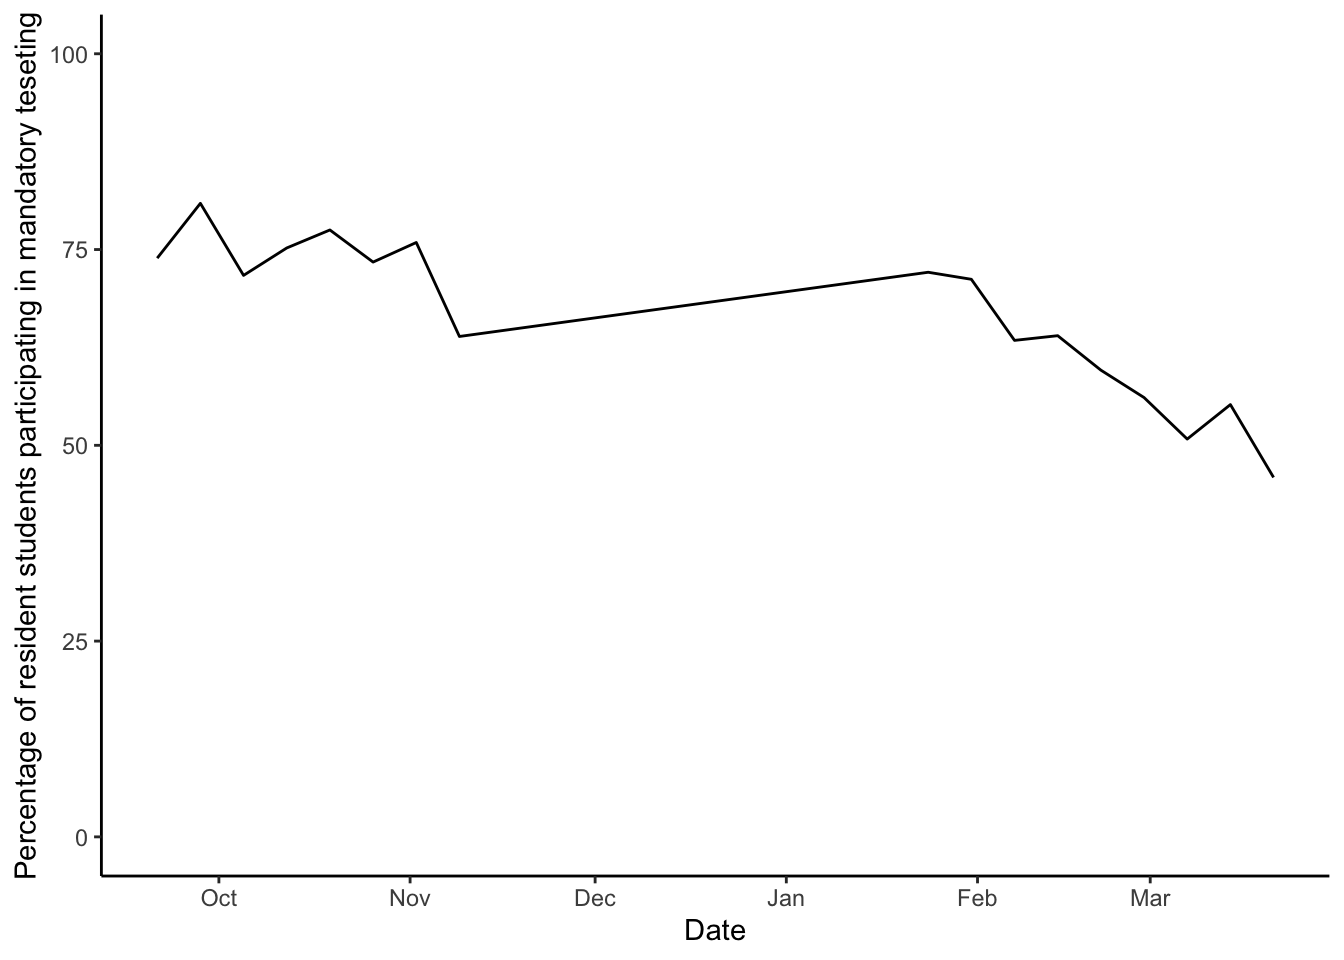 Percentage of resident students participating in mandatory teseting
100
75
50
25
0
Oct Nov Dec Jan Feb Mar
Date